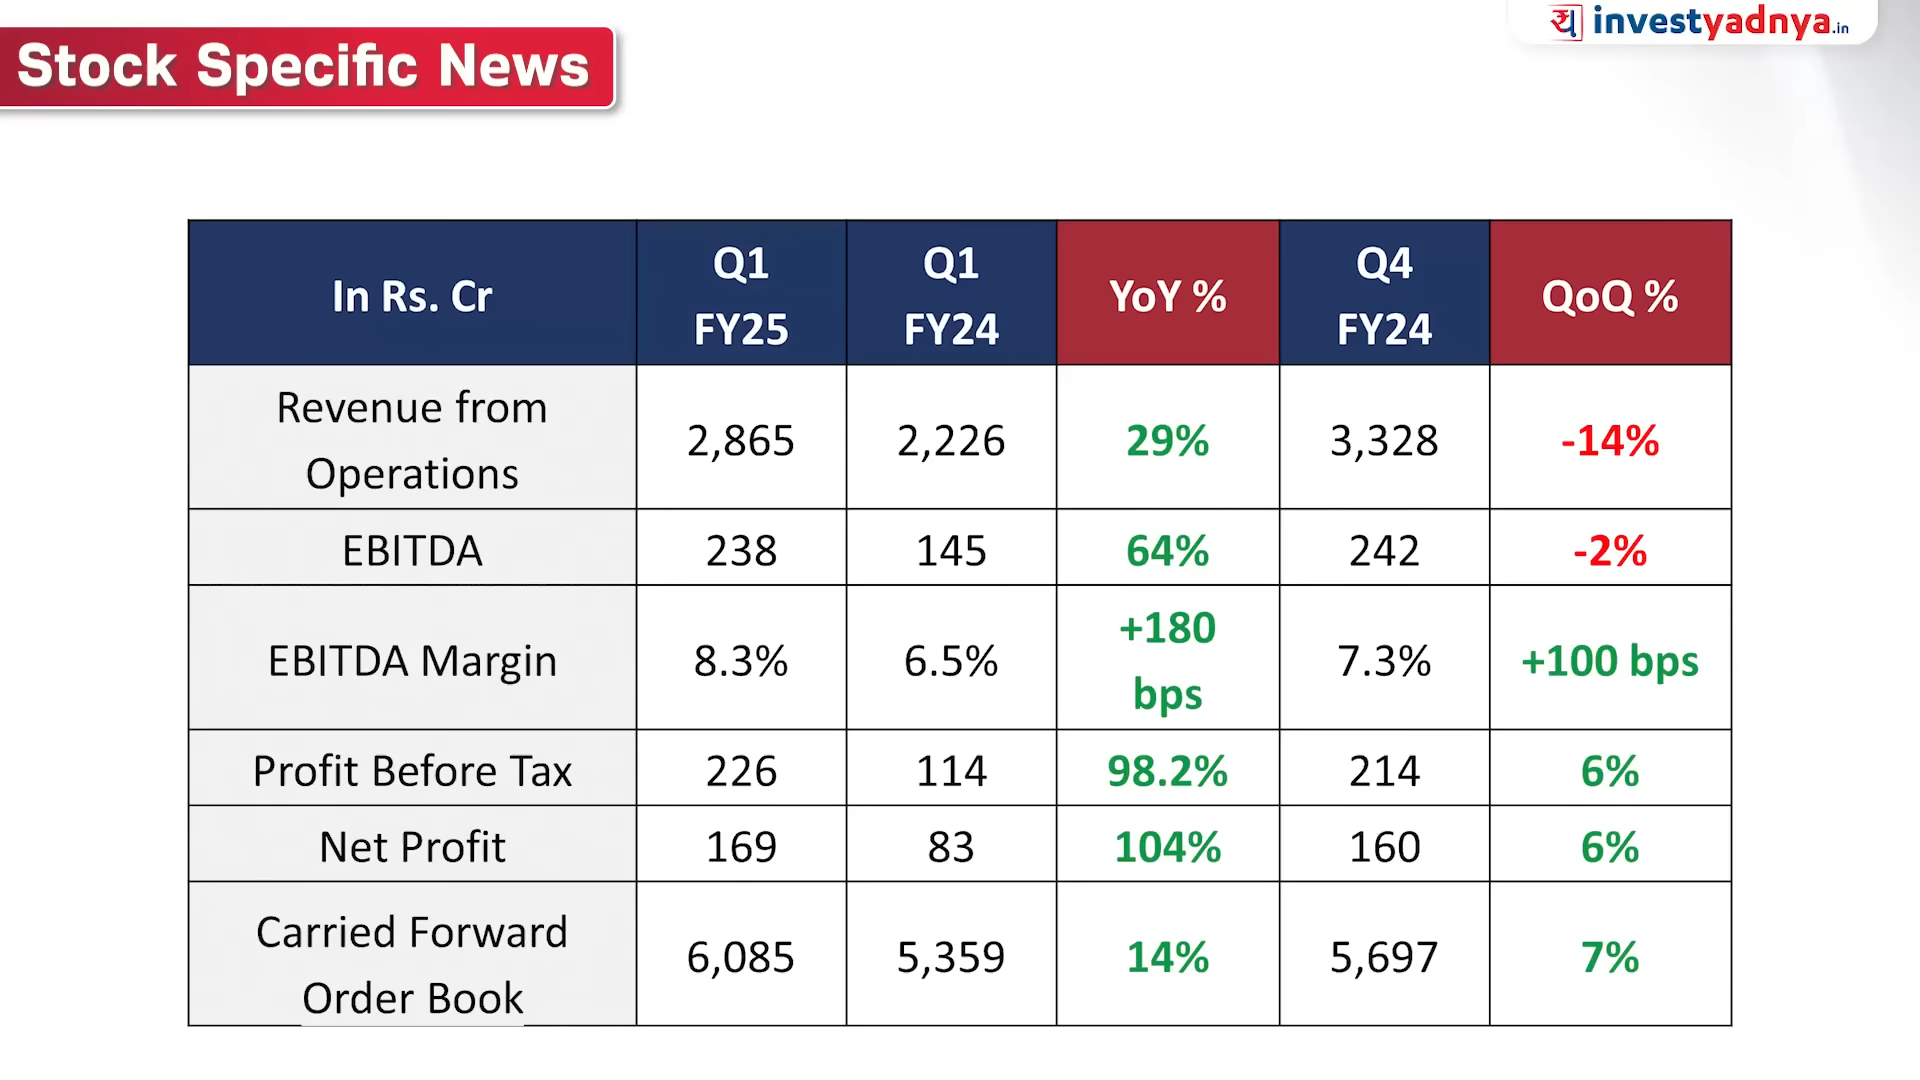 investyadnya.in
Stock Specific News
In Rs. Cr Q1 FY25 Q1 FY24 YoY % Q4 FY24 QoQ %
Revenue from Operations 2,865 2,226 29% 3,328 -14%
EBITDA 238 145 64% 242 -2%
EBITDA Margin 8.3% 6.5% +180 bps 7.3% +100 bps
Profit Before Tax 226 114 98.2% 214 6%
Net Profit 169 83 104% 160 6%
Carried Forward Order Book 6,085 5,359 14% 5,697 7%